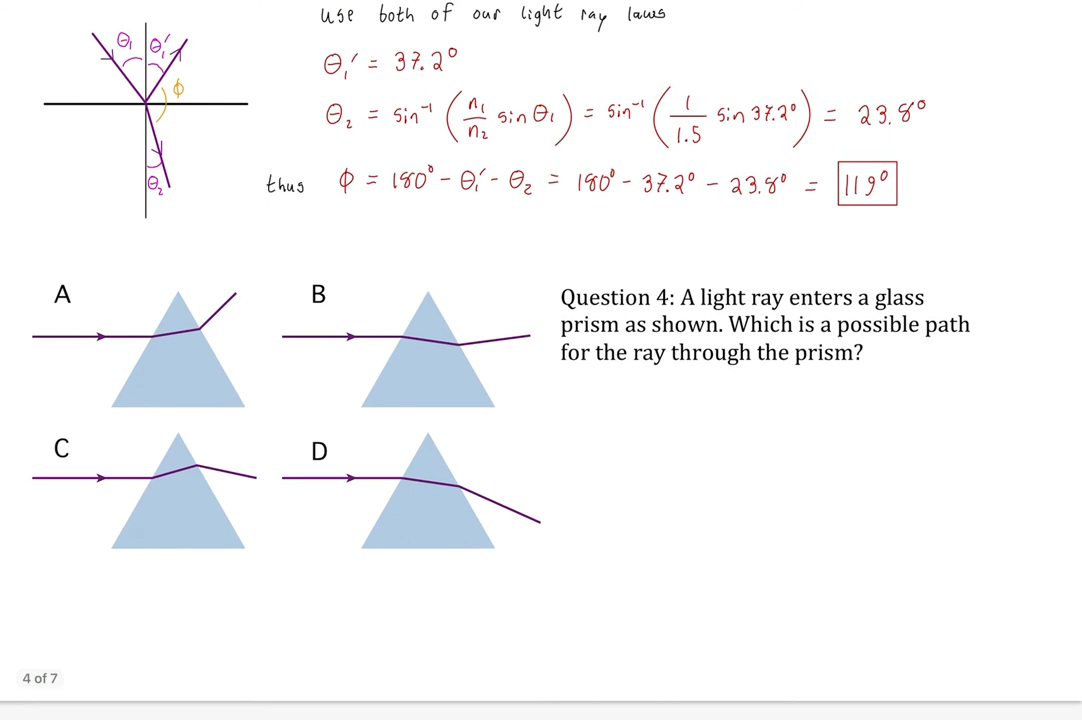 use both of our light ray laws
θ₁ θ₁′
θ₁′ = 37.2°
ϕ
θ₂ = sin⁻¹ (n₁/n₂ sin θ₁) = sin⁻¹ (1/1.5 sin 37.2°) = 23.8°
θ₂
thus ϕ = 180° - θ₁′ - θ₂ = 180° - 37.2° - 23.8° = 119°
A
B
Question 4: A light ray enters a glass
prism as shown. Which is a possible path
for the ray through the prism?
C
D
4 of 7